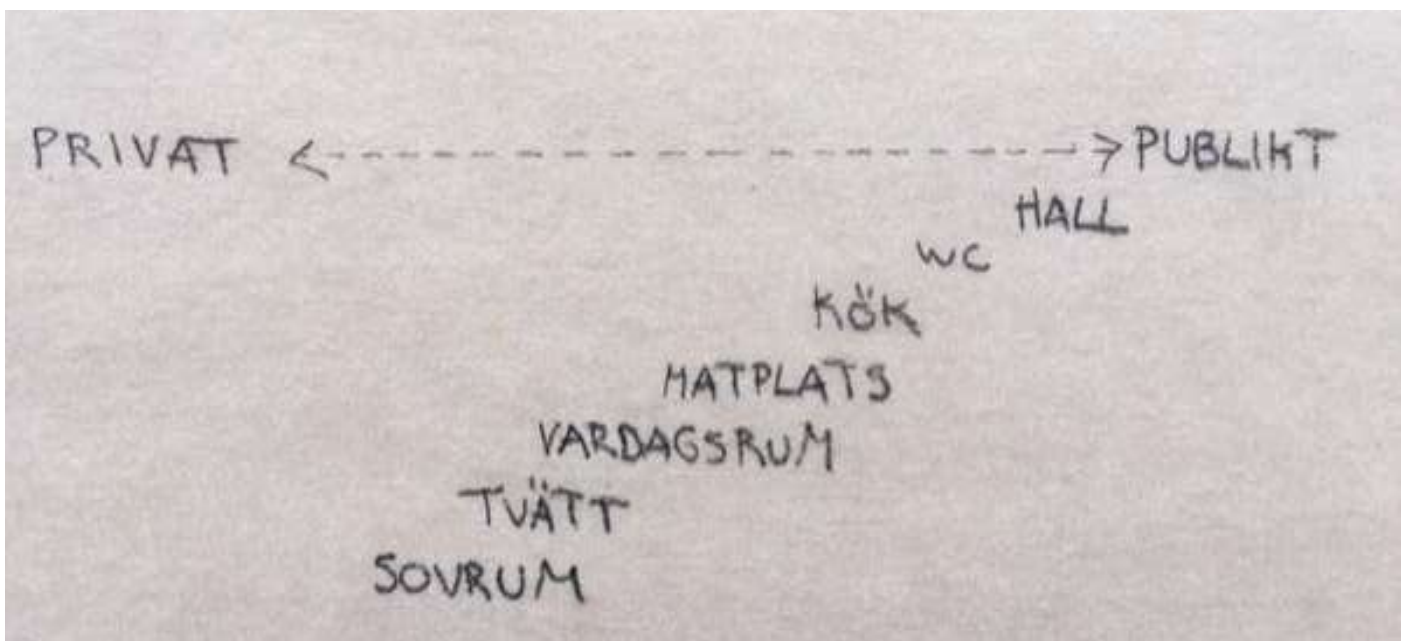 PRIVAT <-----------> PUBLIKT
HALL
WC
KÖK
MATPLATS
VARDAGSRUM
TVÄTT
SOVRUM